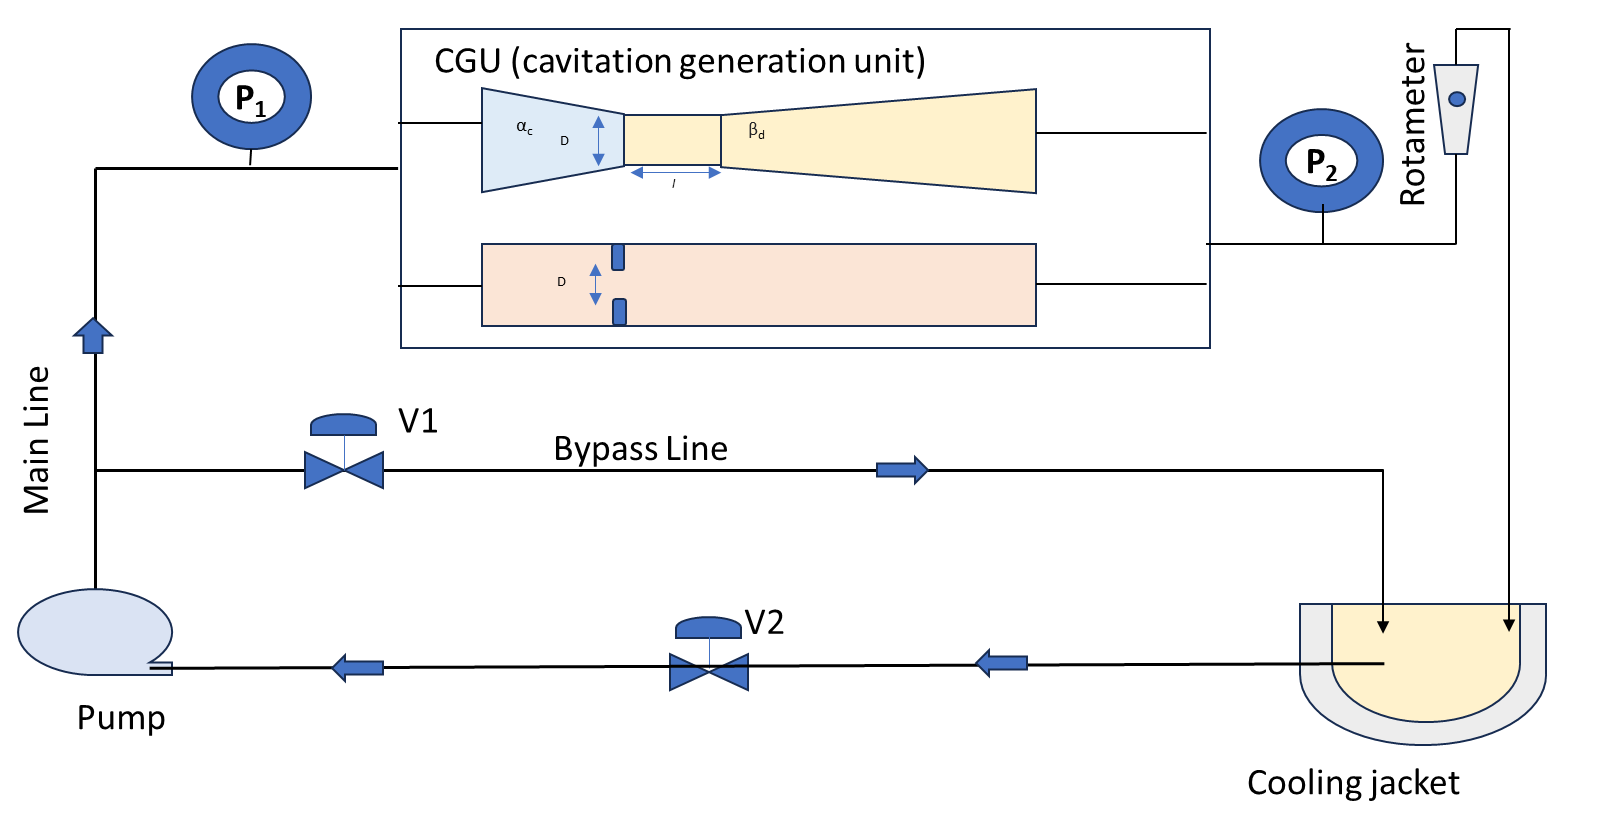 CGU (cavitation generation unit)
P1
αc
D
βd
l
P2
Rotameter
D
Main Line
V1
Bypass Line
V2
Pump
Cooling jacket